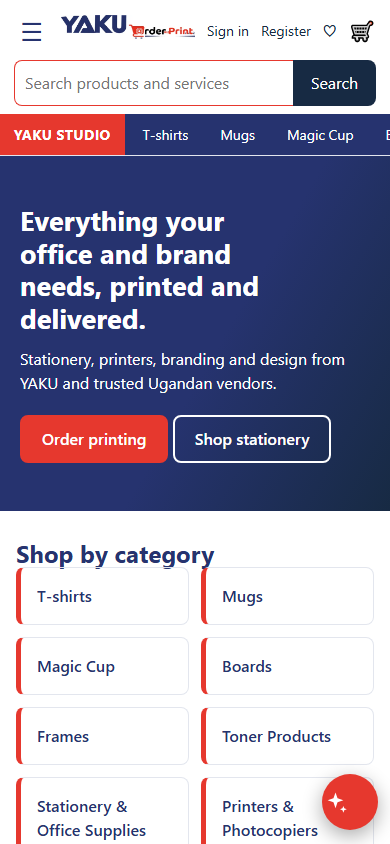 ☰ YAKU Order Print. Sign in Register ♡
Search products and services Search
YAKU STUDIO T-shirts Mugs Magic Cup
Everything your
office and brand
needs, printed and
delivered.
Stationery, printers, branding and design from
YAKU and trusted Ugandan vendors.
Order printing Shop stationery
Shop by category
T-shirts Mugs
Magic Cup Boards
Frames Toner Products
Stationery &
Office Supplies
Printers &
Photocopiers